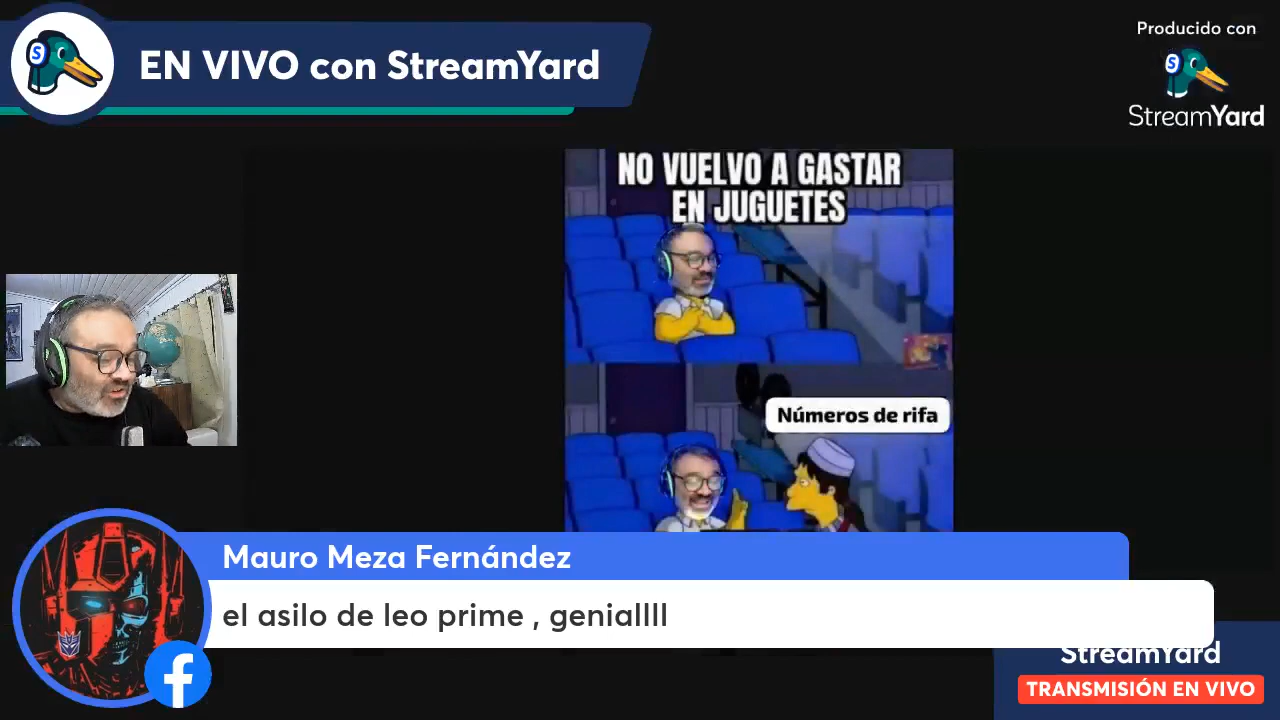 EN VIVO con StreamYard
Producido con
StreamYard
NO VUELVO A GASTAR
EN JUGUETES
Números de rifa
Mauro Meza Fernández
el asilo de leo prime , geniallll
StreamYard
TRANSMISIÓN EN VIVO